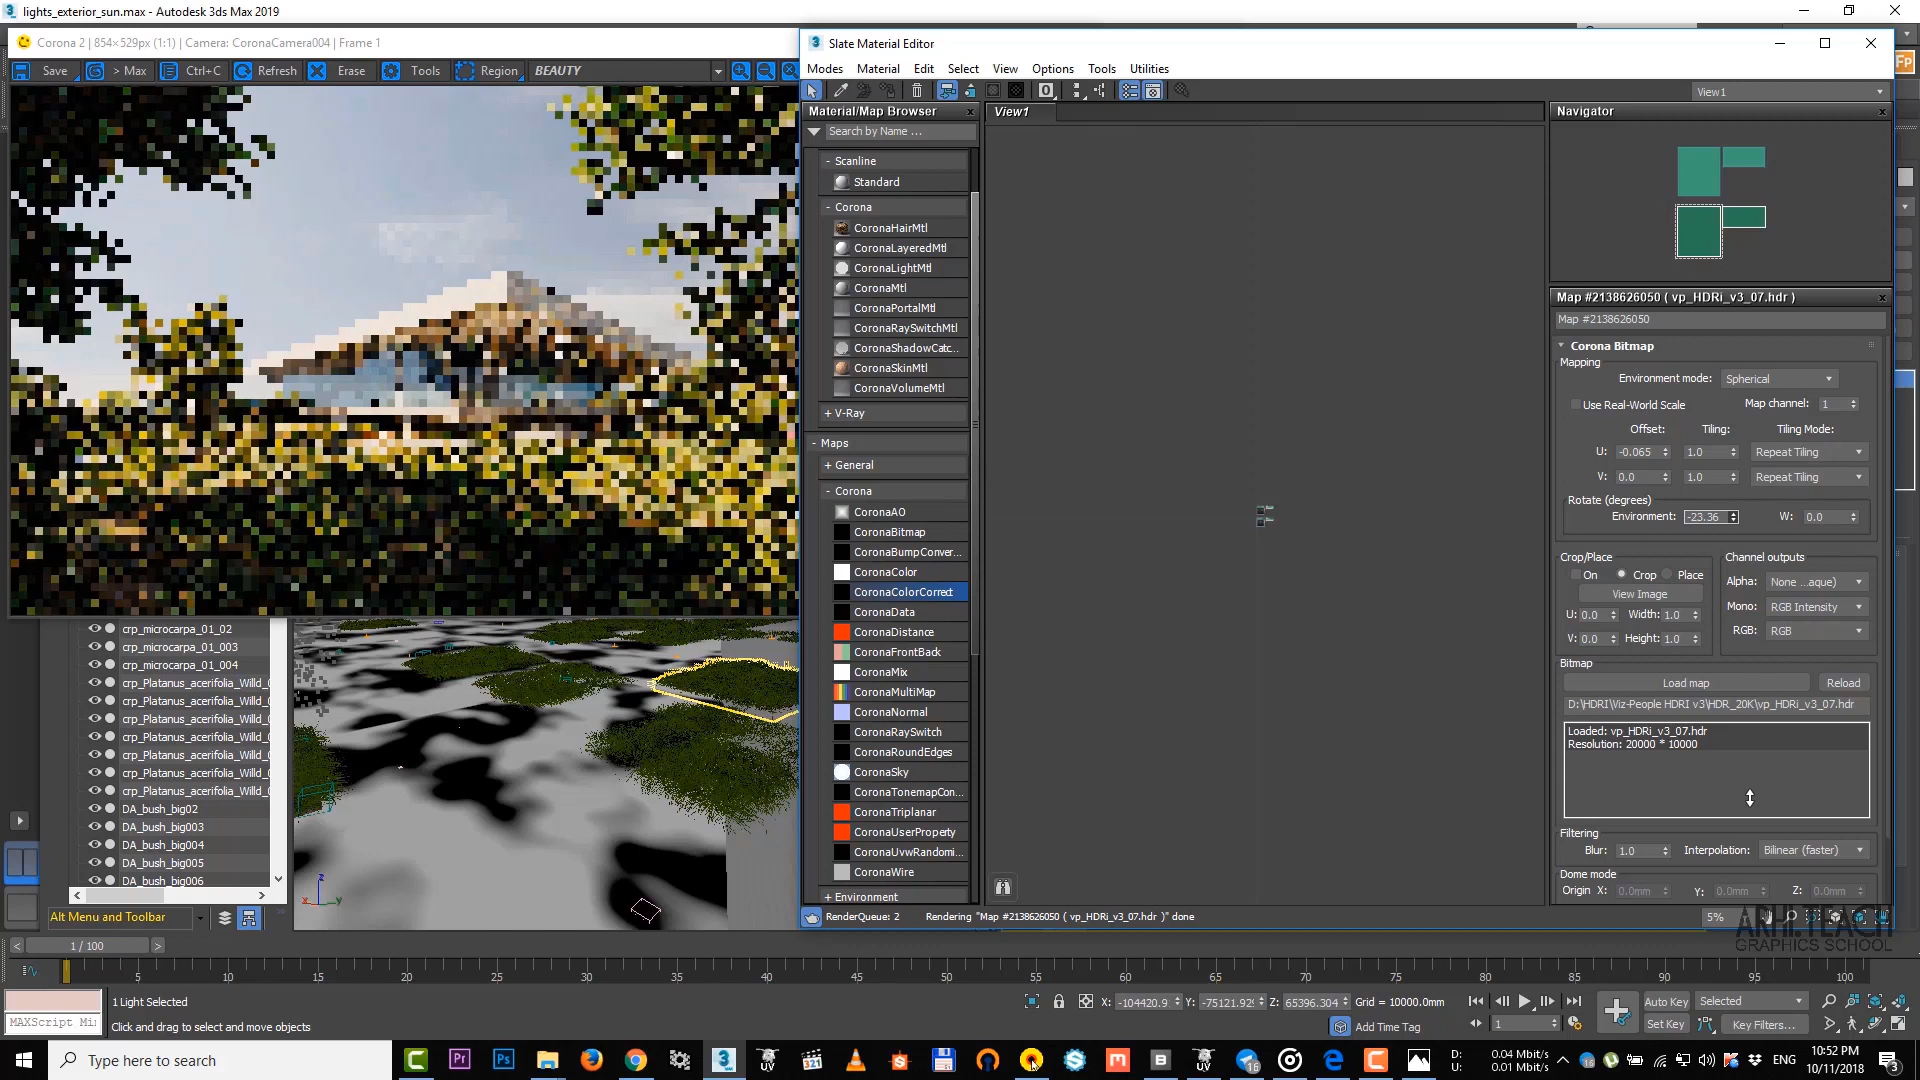 lights_exterior_sun.max - Autodesk 3ds Max 2019
Corona 2 | 854×529px (1:1) | Camera: CoronaCamera004 | Frame 1
Save
> Max
Ctrl+C
Refresh
Erase
Tools
Region
BEAUTY
Slate Material Editor
Modes Material Edit Select View Options Tools Utilities
View1
Material/Map Browser
Search by Name ...
- Scanline
Standard
- Corona
CoronaHairMtl
CoronaLayeredMtl
CoronaLightMtl
CoronaMtl
CoronaPortalMtl
CoronaRaySwitchMtl
CoronaShadowCatc...
CoronaSkinMtl
CoronaVolumeMtl
+ V-Ray
- Maps
+ General
- Corona
CoronaAO
CoronaBitmap
CoronaBumpConver...
CoronaColor
CoronaColorCorrect
CoronaData
CoronaDistance
CoronaFrontBack
CoronaMix
CoronaMultiMap
CoronaNormal
CoronaRaySwitch
CoronaRoundEdges
CoronaSky
CoronaTonemapCon...
CoronaTriplanar
CoronaUserProperty
CoronaUvwRandomi...
CoronaWire
+ Environment
View1
Navigator
Map #2138626050 ( vp_HDRi_v3_07.hdr )
Map #2138626050
Corona Bitmap
Mapping
Environment mode: Spherical
Use Real-World Scale Map channel: 1
Offset: Tiling: Tiling Mode:
U: -0.065 1.0 Repeat Tiling
V: 0.0 1.0 Repeat Tiling
Rotate (degrees)
Environment: -23.36 W: 0.0
Crop/Place
On Crop Place
View Image
U: 0.0 Width: 1.0
V: 0.0 Height: 1.0
Channel outputs
Alpha: None ...aque)
Mono: RGB Intensity
RGB: RGB
Bitmap
Load map Reload
D:\HDRI\Viz-People HDRI v3\HDR_20K\vp_HDRi_v3_07.hdr
Loaded: vp_HDRi_v3_07.hdr
Resolution: 20000 * 10000
Filtering
Blur: 1.0 Interpolation: Bilinear (faster)
Dome mode
Origin X: 0.0mm Y: 0.0mm Z: 0.0mm
RenderQueue: 2 Rendering "Map #2138626050 ( vp_HDRi_v3_07.hdr )" done
5%
ARHI.TEACH
GRAPHICS SCHOOL
crp_microcarpa_01_02
crp_microcarpa_01_003
crp_microcarpa_01_004
crp_Platanus_acerifolia_Willd_
crp_Platanus_acerifolia_Willd_
crp_Platanus_acerifolia_Willd_
crp_Platanus_acerifolia_Willd_
crp_Platanus_acerifolia_Willd_
crp_Platanus_acerifolia_Willd_
crp_Platanus_acerifolia_Willd_
DA_bush_big02
DA_bush_big003
DA_bush_big004
DA_bush_big005
DA_bush_big006
Alt Menu and Toolbar
1 / 100
5 10 15 20 25 30 35 40 45 50 55 60 65 70 75 80 85 90 95 100
1 Light Selected
MAXScript Mi
Click and drag to select and move objects
X: -104420.9 Y: -75121.929 Z: 65396.304 Grid = 10000.0mm
Add Time Tag
1
Auto Key Selected
Set Key Key Filters...
Type here to search
D: 0.04 Mbit/s
U: 0.01 Mbit/s
ENG
10:52 PM
10/11/2018